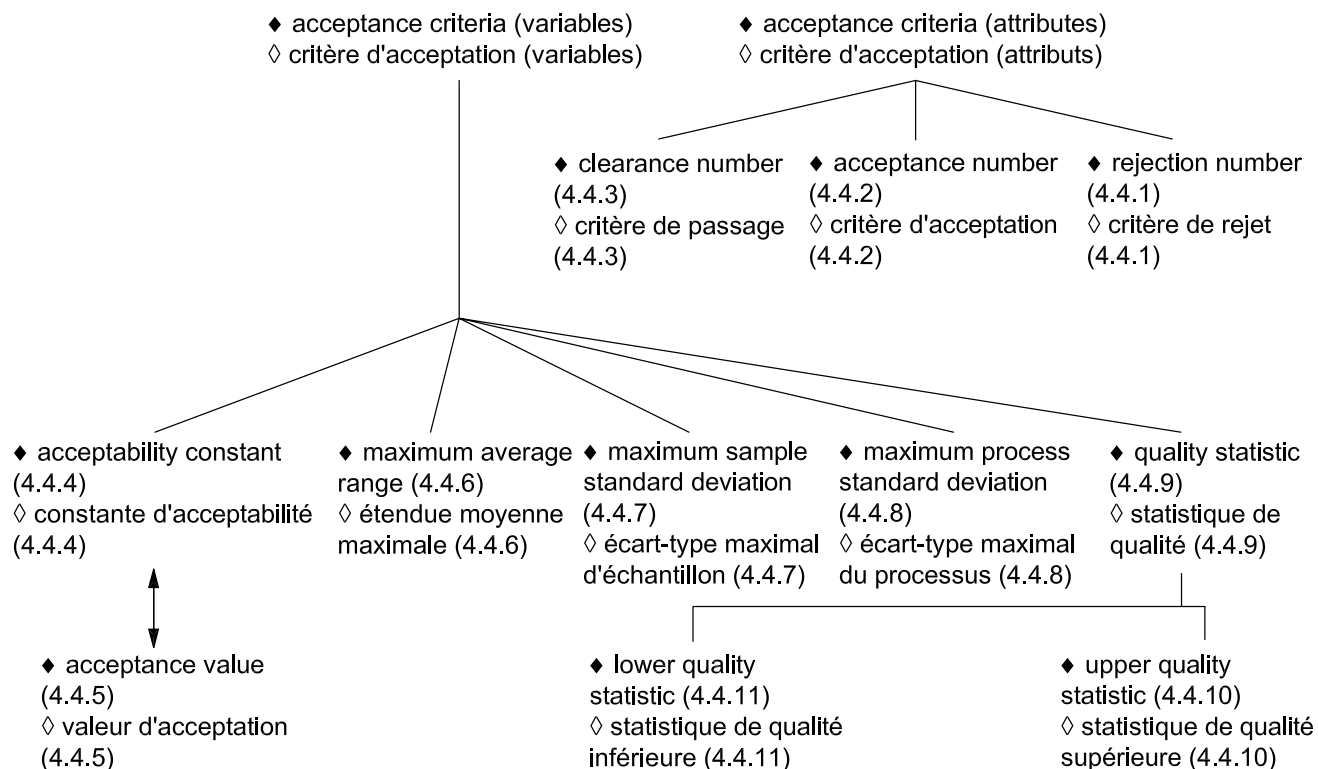 ♦ acceptance criteria (variables)
◊ critère d'acceptation (variables)
♦ acceptance criteria (attributes)
◊ critère d'acceptation (attributs)
♦ clearance number
(4.4.3)
◊ critère de passage
(4.4.3)
♦ acceptance number
(4.4.2)
◊ critère d'acceptation
(4.4.2)
♦ rejection number
(4.4.1)
◊ critère de rejet
(4.4.1)
♦ acceptability constant
(4.4.4)
◊ constante d'acceptabilité
(4.4.4)
♦ maximum average
range (4.4.6)
◊ étendue moyenne
maximale (4.4.6)
♦ maximum sample
standard deviation
(4.4.7)
◊ écart-type maximal
d'échantillon (4.4.7)
♦ maximum process
standard deviation
(4.4.8)
◊ écart-type maximal
du processus (4.4.8)
♦ quality statistic
(4.4.9)
◊ statistique de
qualité (4.4.9)
♦ acceptance value
(4.4.5)
◊ valeur d'acceptation
(4.4.5)
♦ lower quality
statistic (4.4.11)
◊ statistique de qualité
inférieure (4.4.11)
♦ upper quality
statistic (4.4.10)
◊ statistique de qualité
supérieure (4.4.10)